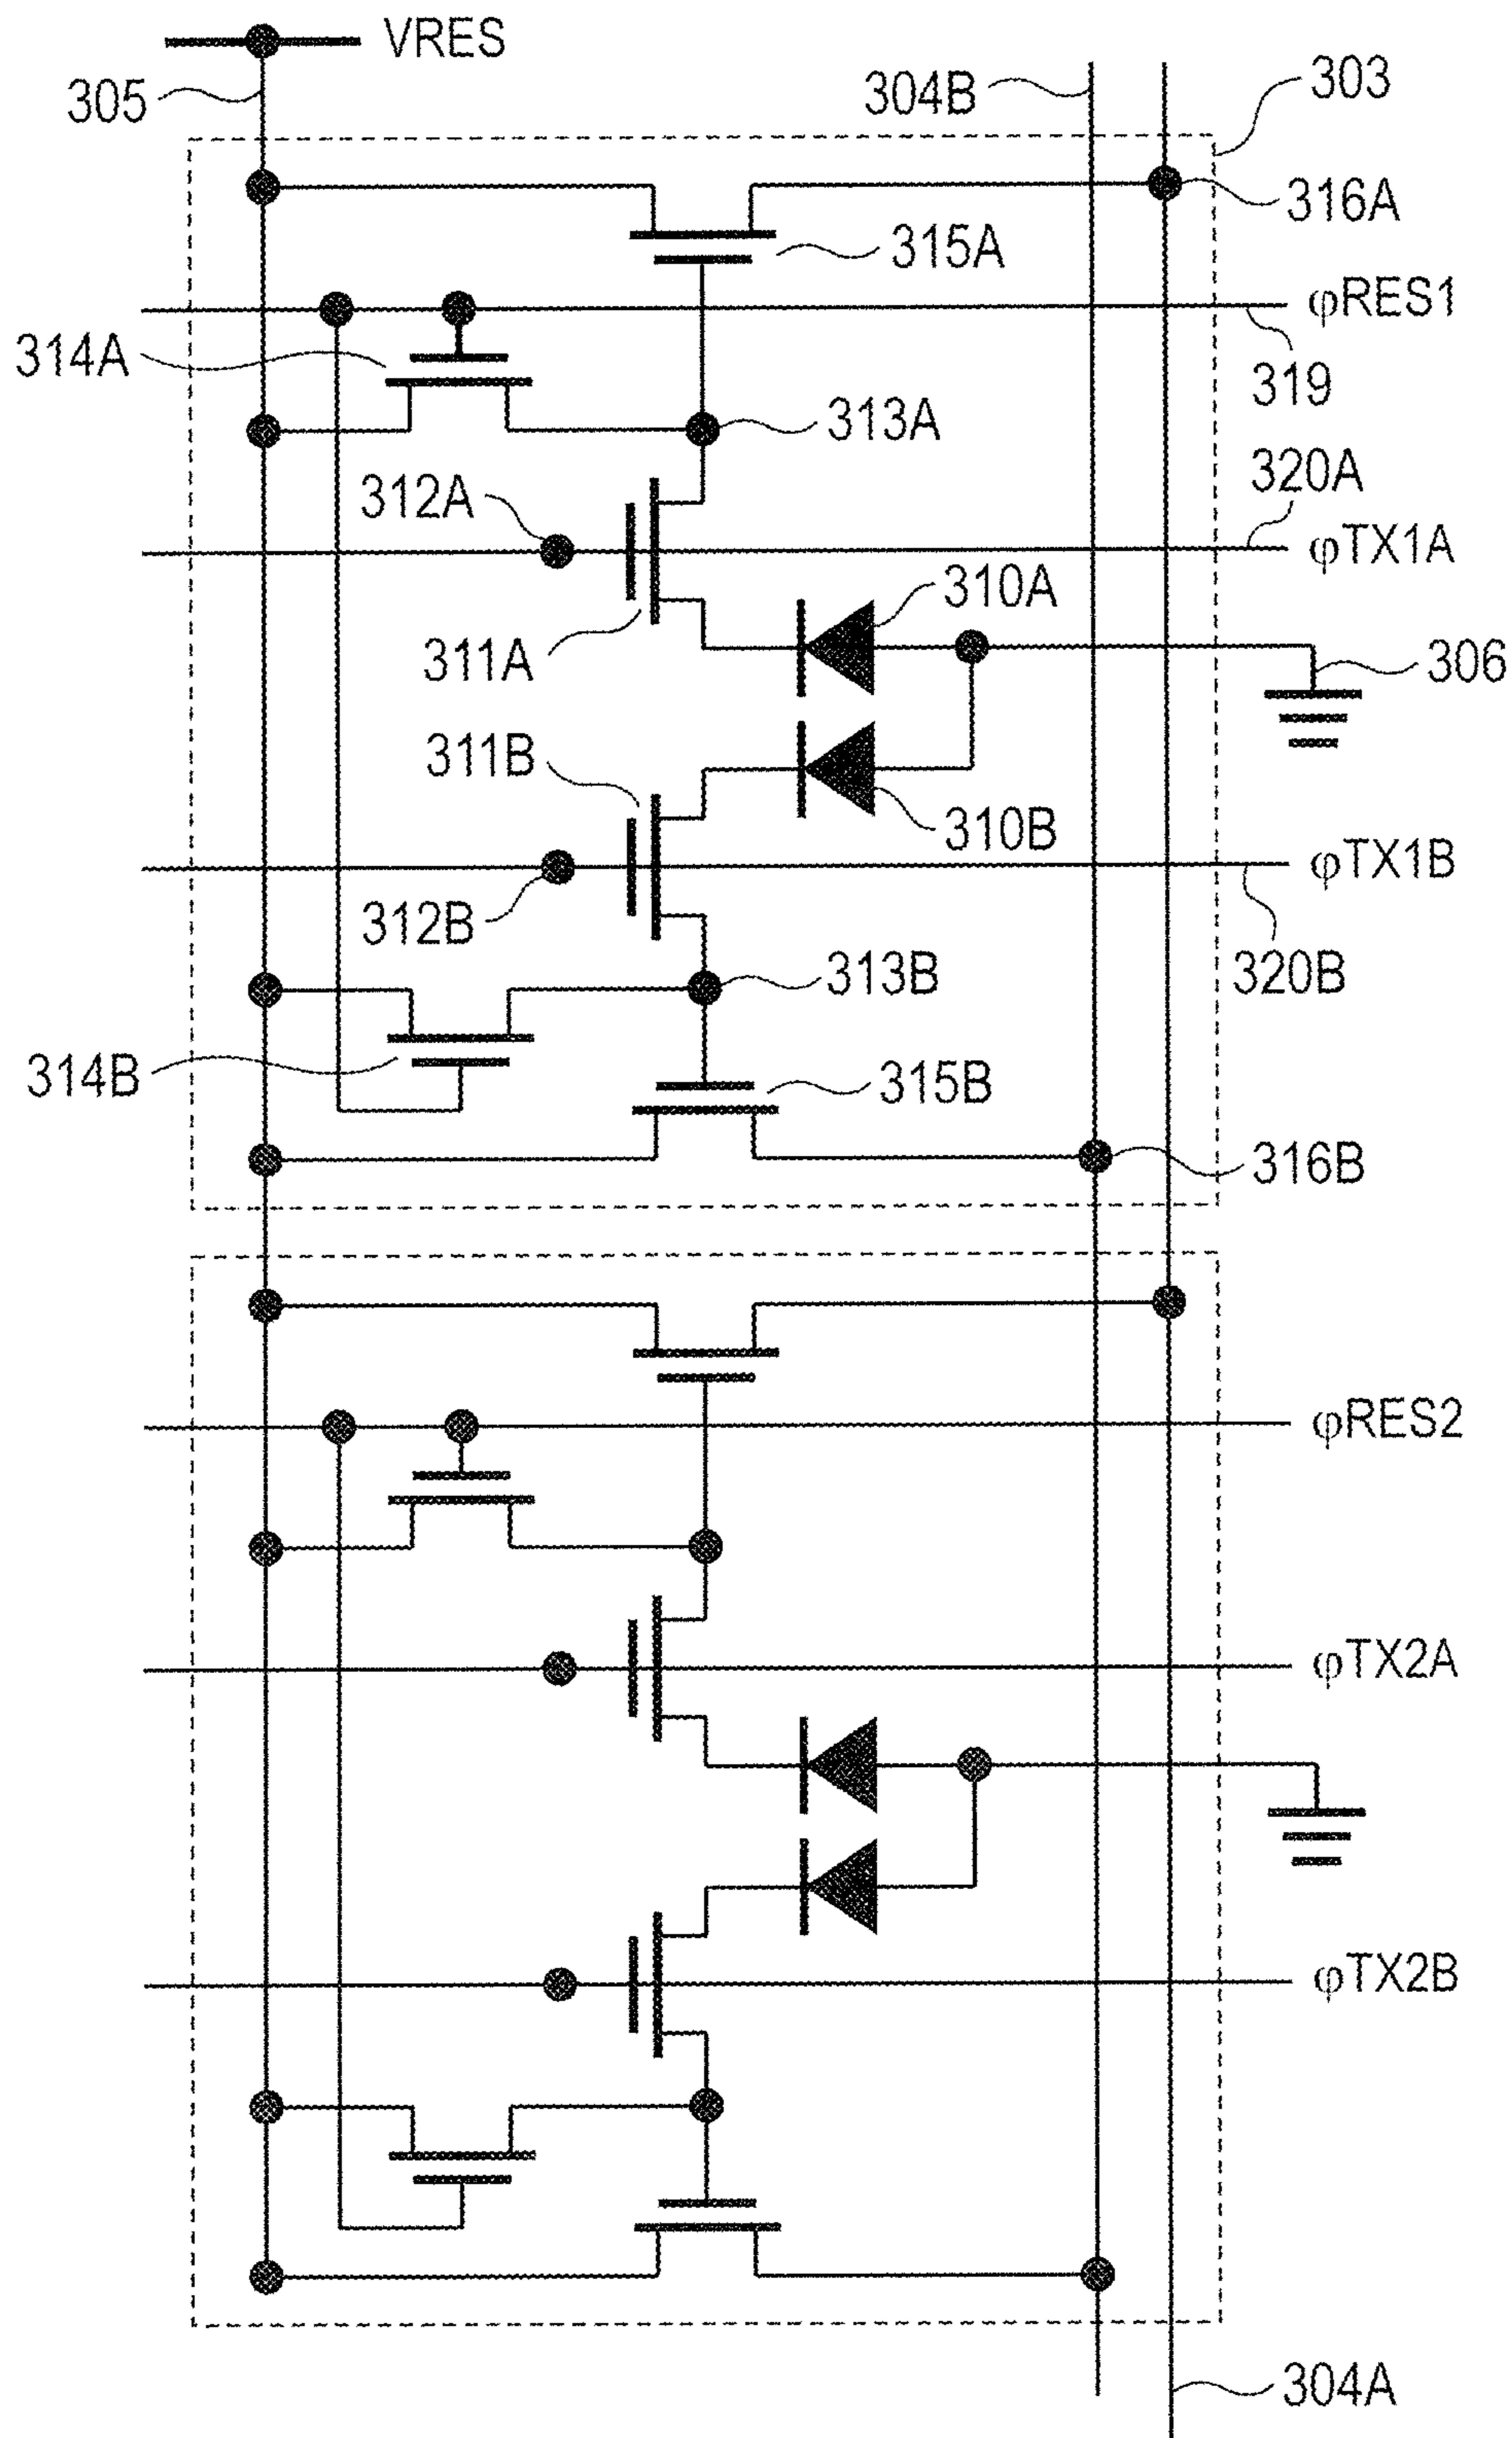 VRES
305
304B
303
316A
315A
φRES1
314A
319
313A
312A
320A
φTX1A
310A
311A
306
311B
310B
φTX1B
312B
313B
320B
314B
315B
316B
φRES2
φTX2A
φTX2B
304A